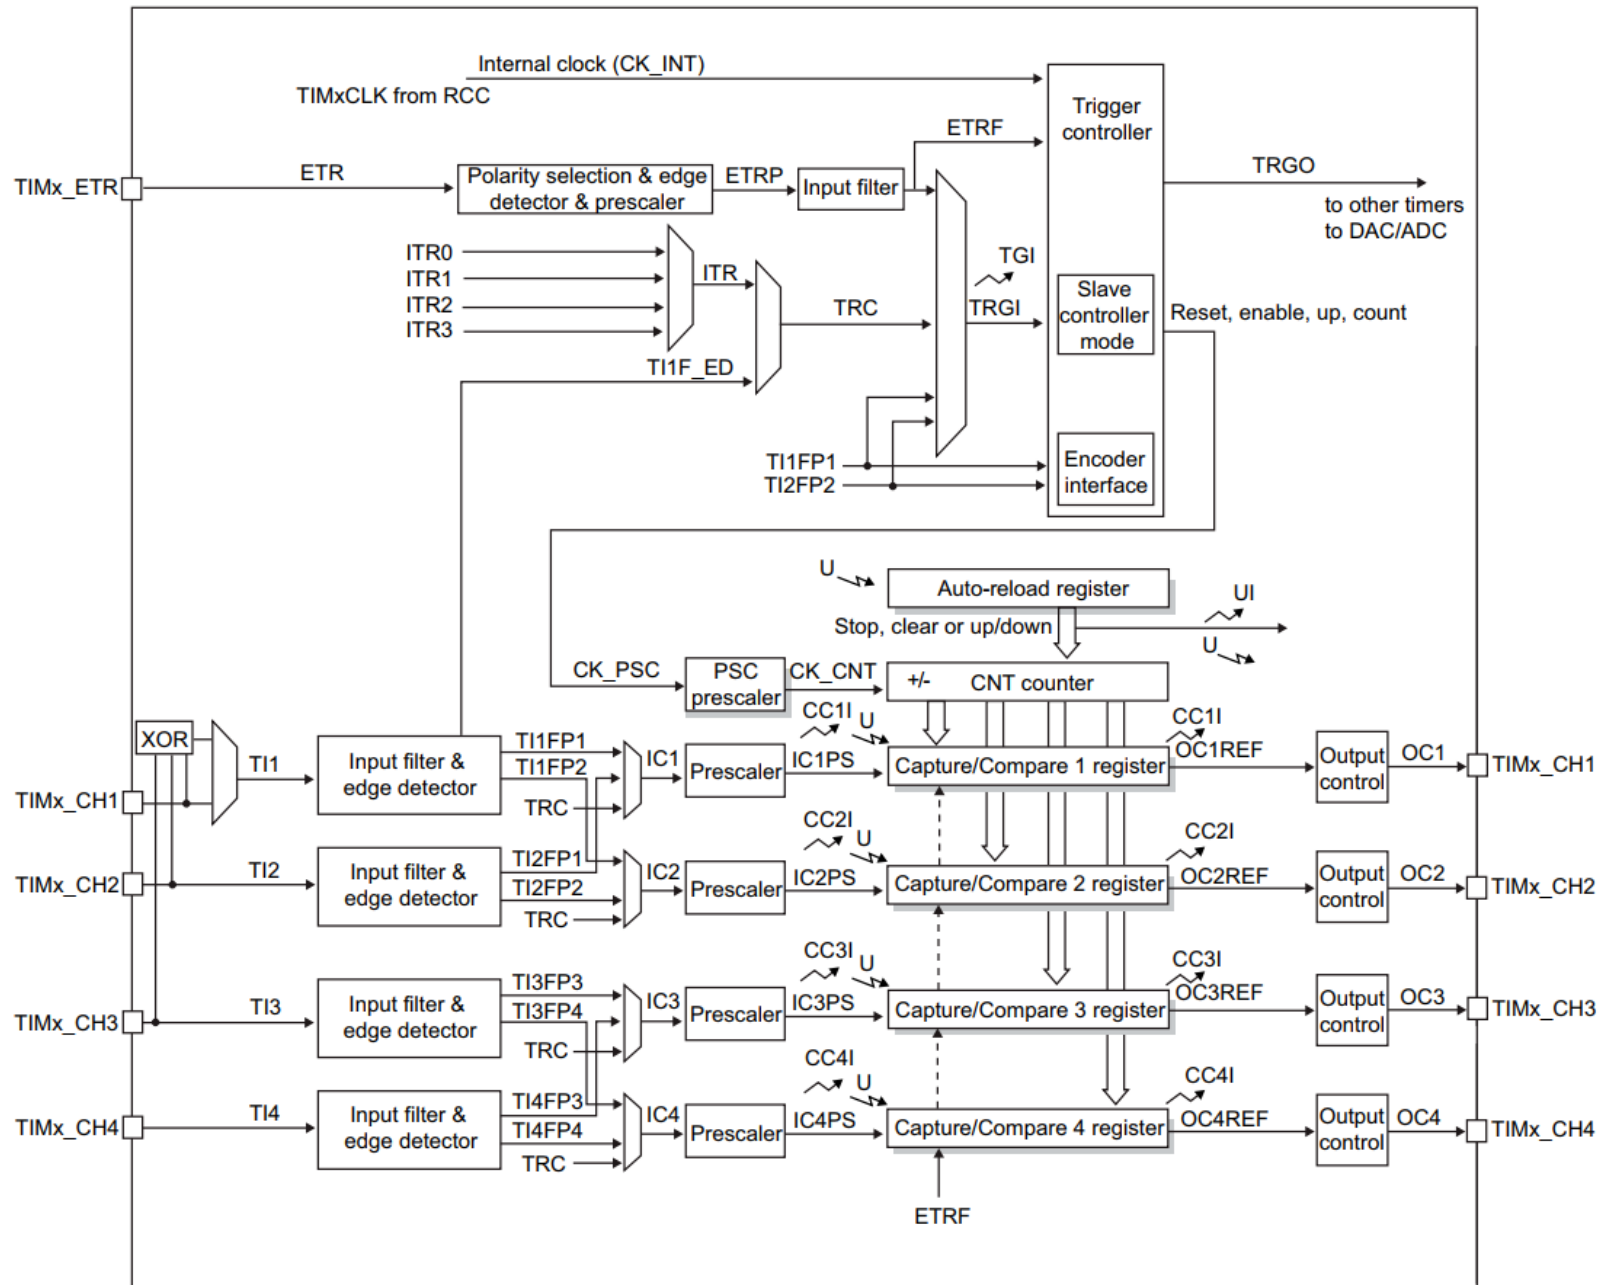 Internal clock (CK_INT)
TIMxCLK from RCC
Trigger
controller
ETRF
TIMx_ETR
ETR
Polarity selection & edge
detector & prescaler
ETRP
Input filter
TRGO
to other timers
to DAC/ADC
ITR0
ITR1
ITR2
ITR3
ITR
TRC
TGI
TRGI
Slave
controller
mode
Reset, enable, up, count
TI1F_ED
TI1FP1
TI2FP2
Encoder
interface
U
Auto-reload register
UI
Stop, clear or up/down
U
CK_PSC
PSC
prescaler
CK_CNT
+/-
CNT counter
XOR
TI1
TIMx_CH1
Input filter &
edge detector
TI1FP1
TI1FP2
TRC
IC1
Prescaler
CC1I
U
IC1PS
Capture/Compare 1 register
CC1I
OC1REF
Output
control
OC1
TIMx_CH1
TIMx_CH2
TI2
Input filter &
edge detector
TI2FP1
TI2FP2
TRC
IC2
Prescaler
CC2I
U
IC2PS
Capture/Compare 2 register
CC2I
OC2REF
Output
control
OC2
TIMx_CH2
TIMx_CH3
TI3
Input filter &
edge detector
TI3FP3
TI3FP4
TRC
IC3
Prescaler
CC3I
U
IC3PS
Capture/Compare 3 register
CC3I
OC3REF
Output
control
OC3
TIMx_CH3
TIMx_CH4
TI4
Input filter &
edge detector
TI4FP3
TI4FP4
TRC
IC4
Prescaler
CC4I
U
IC4PS
Capture/Compare 4 register
CC4I
OC4REF
Output
control
OC4
TIMx_CH4
ETRF